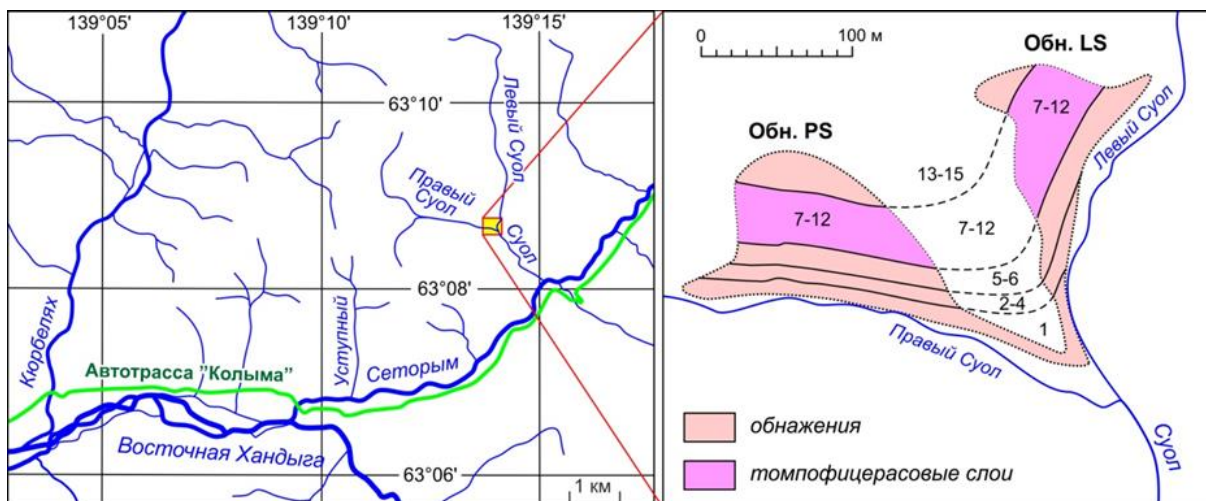 139°05'
139°10'
139°15'
63°10'
Левый Суол
Правый
Суол
Суол
63°08'
Кюрбелях
Уступный
Сеторым
Автотрасса "Колыма"
Восточная Хандыга
63°06'
1 км
0
100 м
Обн. LS
7-12
Левый Суол
Обн. PS
13-15
7-12
7-12
5-6
2-4
1
Правый Суол
Суол
обнажения
томпофицерасовые слои